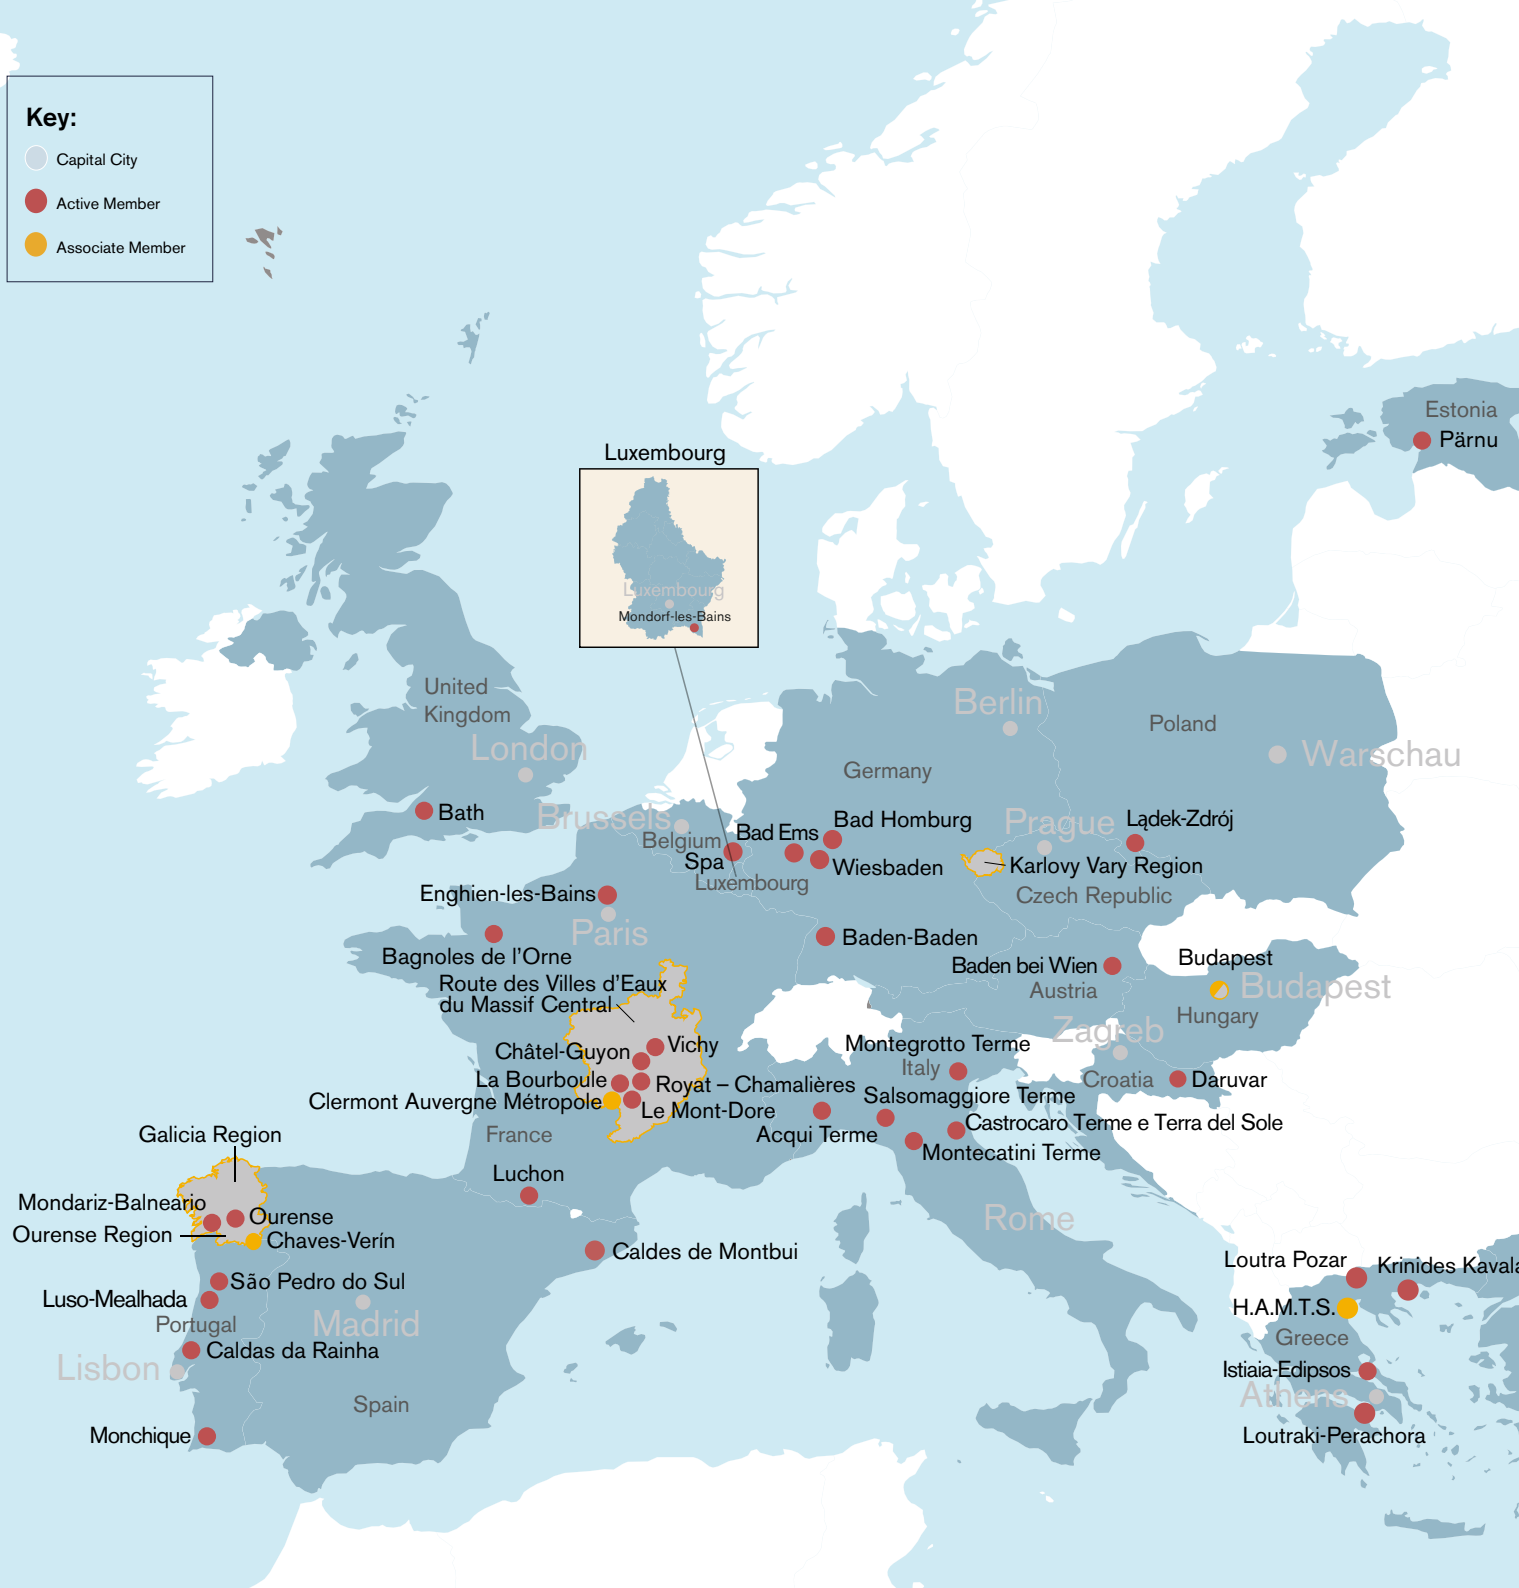 Key:
Capital City
Active Member
Associate Member
Estonia
Pärnu
Luxembourg
Luxembourg
Mondorf-les-Bains
United
Kingdom
London
Bath
Berlin
Poland
Warschau
Germany
Brussels
Belgium
Spa
Luxembourg
Bad Ems
Bad Homburg
Wiesbaden
Prague
Lądek-Zdrój
Karlovy Vary Region
Czech Republic
Enghien-les-Bains
Paris
Bagnoles de l’Orne
Baden-Baden
Baden bei Wien
Austria
Budapest
Budapest
Hungary
Route des Villes d’Eaux
du Massif Central
Vichy
Châtel-Guyon
La Bourboule
Royat – Chamalières
Clermont Auvergne Métropole
Le Mont-Dore
France
Luchon
Zagreb
Croatia
Daruvar
Montegrotto Terme
Italy
Salsomaggiore Terme
Acqui Terme
Castrocaro Terme e Terra del Sole
Montecatini Terme
Rome
Galicia Region
Mondariz-Balneario
Ourense
Ourense Region
Chaves-Verín
São Pedro do Sul
Luso-Mealhada
Portugal
Madrid
Caldas da Rainha
Lisbon
Spain
Monchique
Caldes de Montbui
Loutra Pozar
Krinides Kavala
H.A.M.T.S.
Greece
Istiaia-Edipsos
Athens
Loutraki-Perachora